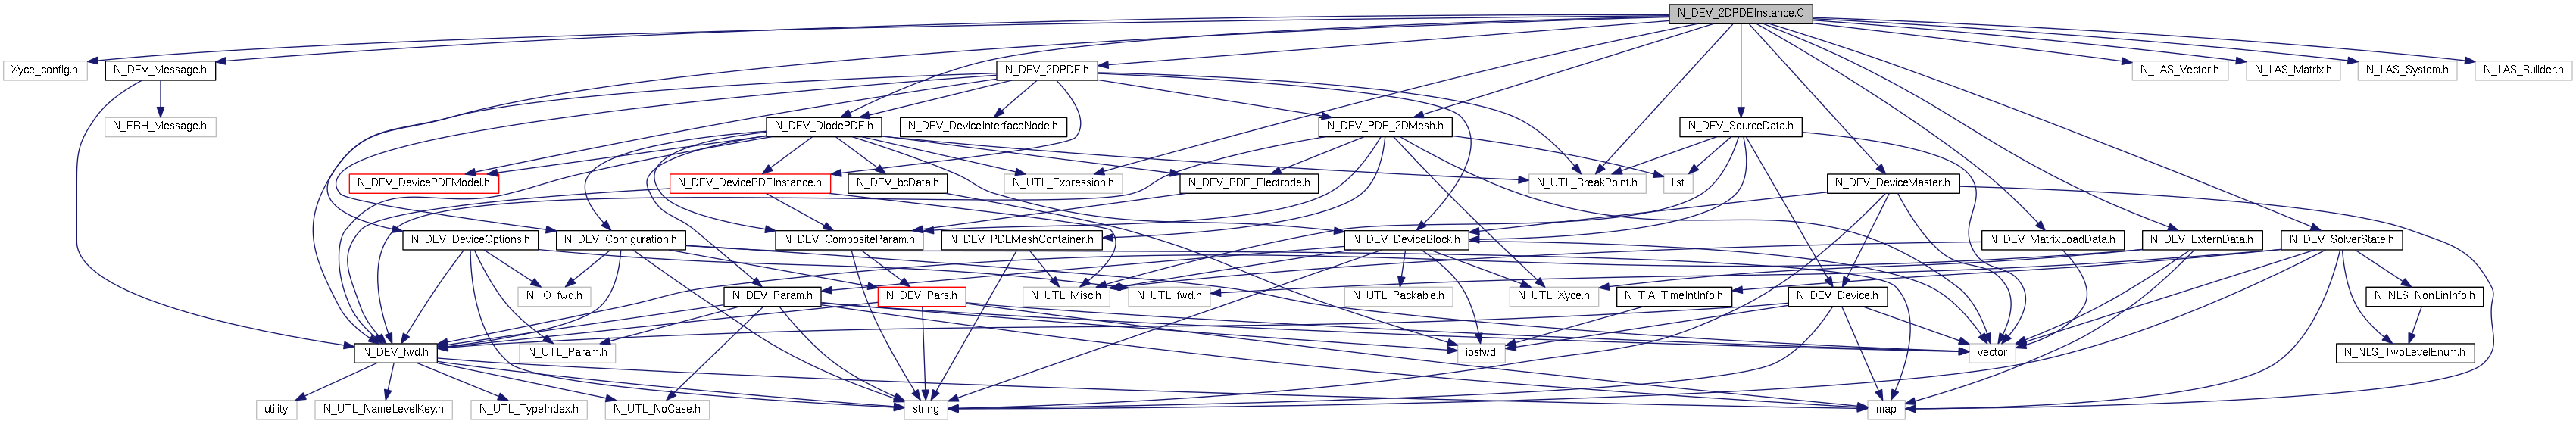 N_DEV_2DPDEInstance.C
Xyce_config.h
N_DEV_Message.h
N_DEV_2DPDE.h
N_LAS_Vector.h
N_LAS_Matrix.h
N_LAS_System.h
N_LAS_Builder.h
N_ERH_Message.h
N_DEV_DiodePDE.h
N_DEV_DeviceInterfaceNode.h
N_DEV_PDE_2DMesh.h
N_DEV_SourceData.h
N_DEV_DevicePDEModel.h
N_DEV_DevicePDEInstance.h
N_DEV_bcData.h
N_UTL_Expression.h
N_DEV_PDE_Electrode.h
N_UTL_BreakPoint.h
list
N_DEV_DeviceMaster.h
N_DEV_DeviceOptions.h
N_DEV_Configuration.h
N_DEV_CompositeParam.h
N_DEV_PDEMeshContainer.h
N_DEV_DeviceBlock.h
N_DEV_MatrixLoadData.h
N_DEV_ExternData.h
N_DEV_SolverState.h
N_IO_fwd.h
N_DEV_Param.h
N_DEV_Pars.h
N_UTL_Misc.h
N_UTL_fwd.h
N_UTL_Packable.h
N_UTL_Xyce.h
N_TIA_TimeIntInfo.h
N_DEV_Device.h
N_NLS_NonLinInfo.h
N_DEV_fwd.h
N_UTL_Param.h
iosfwd
vector
N_NLS_TwoLevelEnum.h
utility
N_UTL_NameLevelKey.h
N_UTL_TypeIndex.h
N_UTL_NoCase.h
string
map